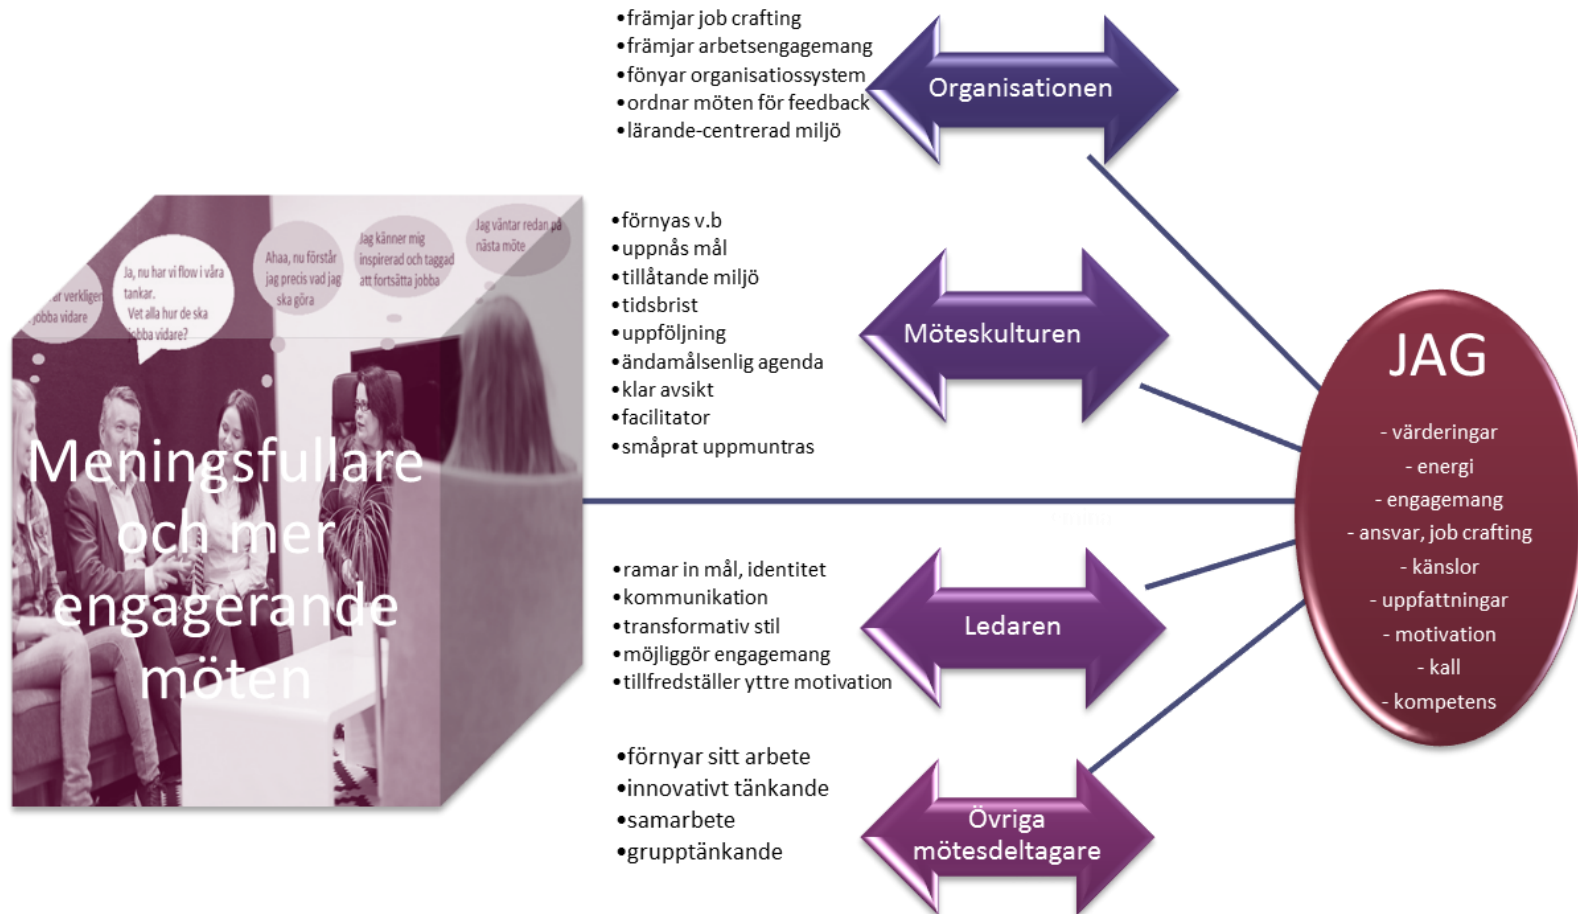 •främjar job crafting
•främjar arbetsengagemang
•fönyar organisatiossystem
•ordnar möten för feedback
•lärande-centrerad miljö
Organisationen
verkligen
jobba vidare
Ja, nu har vi flow i våra
tankar.
Vet alla hur de ska
jobba vidare?
Ahaa, nu förstår
jag precis vad jag
ska göra
Jag känner mig
inspirerad och taggad
att fortsätta jobba
Jag väntar redan på
nästa möte
Meningsfullare
och mer
engagerande
möten
•förnyas v.b
•uppnås mål
•tillåtande miljö
•tidsbrist
•uppföljning
•ändamålsenlig agenda
•klar avsikt
•facilitator
•småprat uppmuntras
Möteskulturen
•ramar in mål, identitet
•kommunikation
•transformativ stil
•möjliggör engagemang
•tillfredställer yttre motivation
Ledaren
•förnyar sitt arbete
•innovativt tänkande
•samarbete
•grupptänkande
Övriga
mötesdeltagare
JAG
- värderingar
- energi
- engagemang
- ansvar, job crafting
- känslor
- uppfattningar
- motivation
- kall
- kompetens